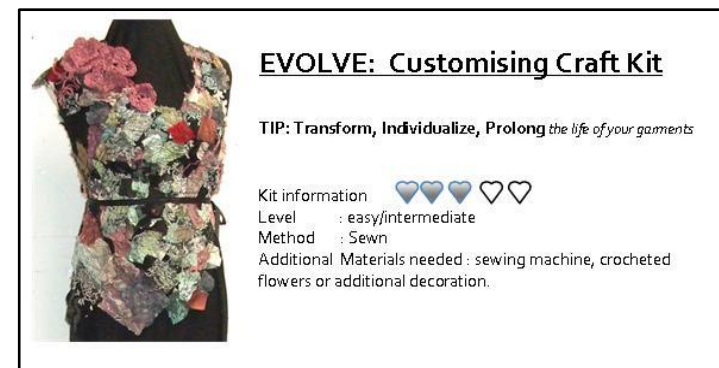 EVOLVE: Customising Craft Kit
TIP: Transform, Individualize, Prolong the life of your garments
Kit information
Level : easy/intermediate
Method : Sewn
Additional Materials needed : sewing machine, crocheted
flowers or additional decoration.